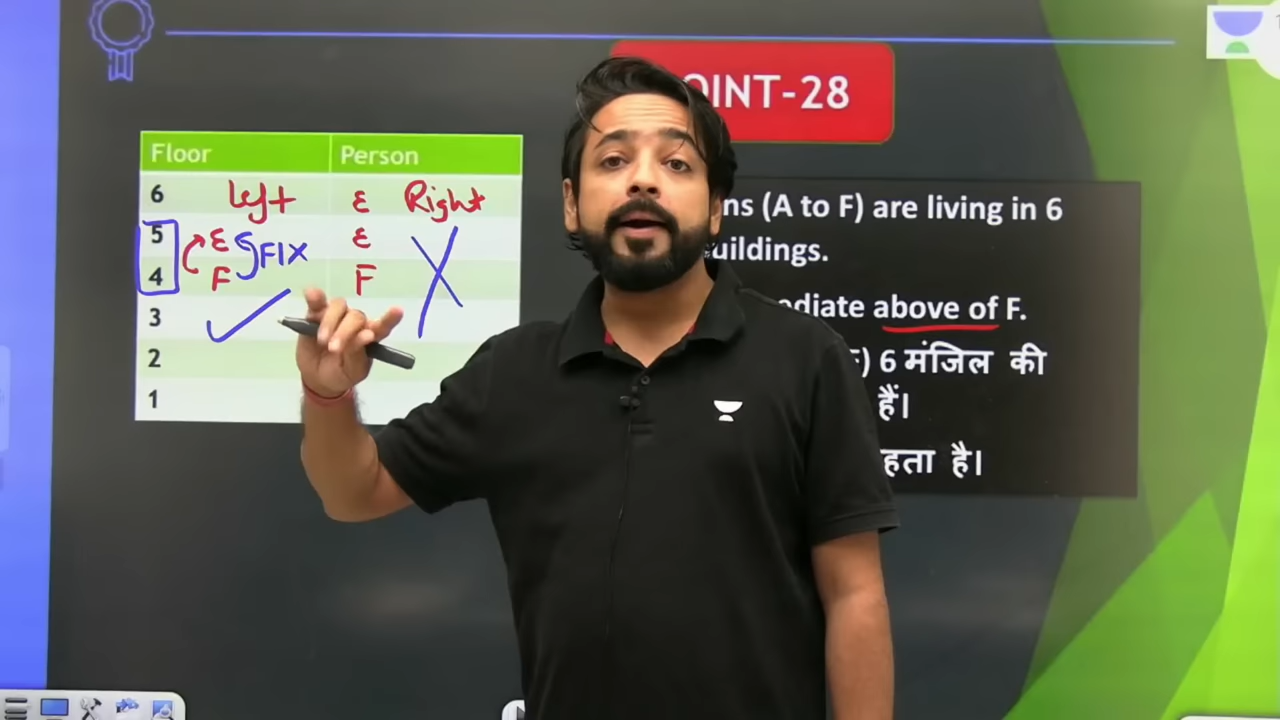 OINT-28
Floor Person
6 left ε Right
5 ε FIX ε
4 F F
3
2
1
ns (A to F) are living in 6
uildings.
diate above of F.
F) 6 मंजिल की
हैं।
हता है।